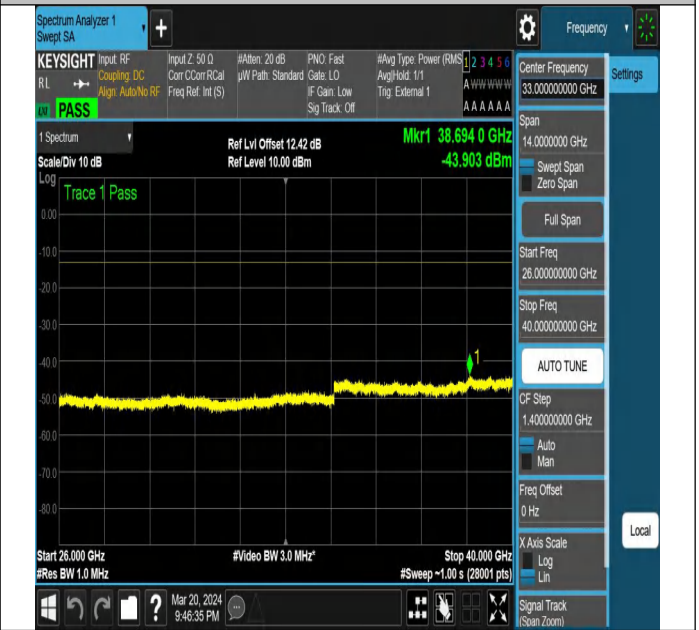 Spectrum Analyzer 1
Swept SA
Frequency
KEYSIGHT
RL
PASS
Input: RF
Coupling: DC
Align: Auto/No RF
Input Z: 50 Ω
Corr CCorr RCal
Freq Ref: Int (S)
#Atten: 20 dB
µW Path: Standard
PNO: Fast
Gate: LO
IF Gain: Low
Sig Track: Off
#Avg Type: Power (RMS
Avg|Hold: 1/1
Trig: External 1
1 2 3 4 5 6
A W W W W W
A A A A A A
1 Spectrum
Scale/Div 10 dB
Ref Lvl Offset 12.42 dB
Ref Level 10.00 dBm
Mkr1 38.694 0 GHz
-43.903 dBm
Log
Trace 1 Pass
0.00
-10.0
-20.0
-30.0
-40.0
-50.0
-60.0
-70.0
-80.0
1
Start 26.000 GHz
#Res BW 1.0 MHz
#Video BW 3.0 MHz*
Stop 40.000 GHz
#Sweep ~1.00 s (28001 pts)
Mar 20, 2024
9:46:35 PM
Center Frequency
33.000000000 GHz
Settings
Span
14.0000000 GHz
Swept Span
Zero Span
Full Span
Start Freq
26.000000000 GHz
Stop Freq
40.000000000 GHz
AUTO TUNE
CF Step
1.400000000 GHz
Auto
Man
Freq Offset
0 Hz
X Axis Scale
Log
Lin
Local
Signal Track
(Span Zoom)